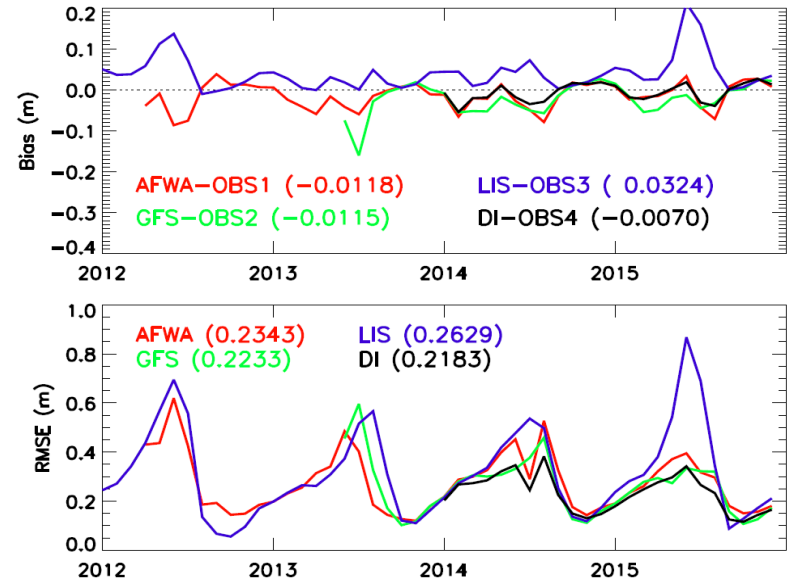 0.2
0.1
0.0
−0.1
−0.2
−0.3
−0.4
Bias (m)
AFWA−OBS1 (−0.0118) LIS−OBS3 ( 0.0324)
GFS−OBS2 (−0.0115) DI−OBS4 (−0.0070)
2012 2013 2014 2015
1.0
0.8
0.6
0.4
0.2
0.0
RMSE (m)
AFWA (0.2343) LIS (0.2629)
GFS (0.2233) DI (0.2183)
2012 2013 2014 2015